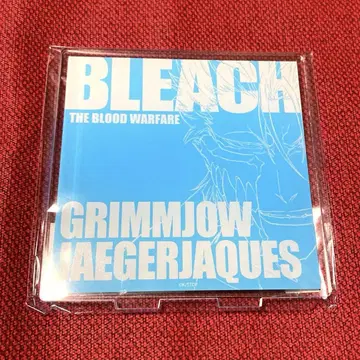 BLEACH
THE BLOOD WARFARE
GRIMMJOW
JAEGERJAQUES